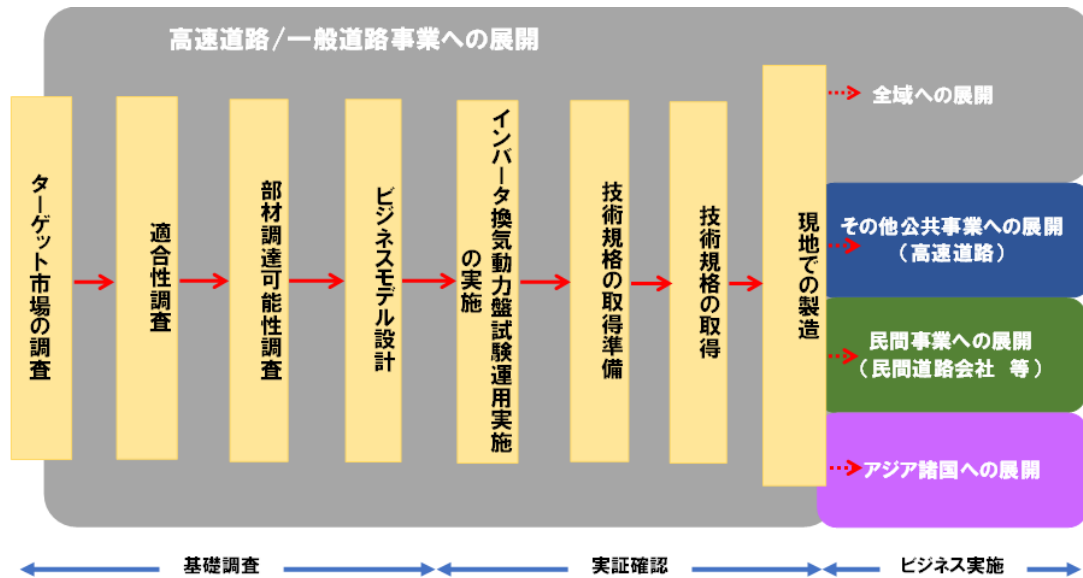 高速道路/一般道路事業への展開
ターゲット市場の調査
適合性調査
部材調達可能性調査
ビジネスモデル設計
インバータ換気動力盤試験運用実施
の実施
技術規格の取得準備
技術規格の取得
現地での製造
全域への展開
その他公共事業への展開
(高速道路)
民間事業への展開
(民間道路会社 等)
アジア諸国への展開
基礎調査
実証確認
ビジネス実施